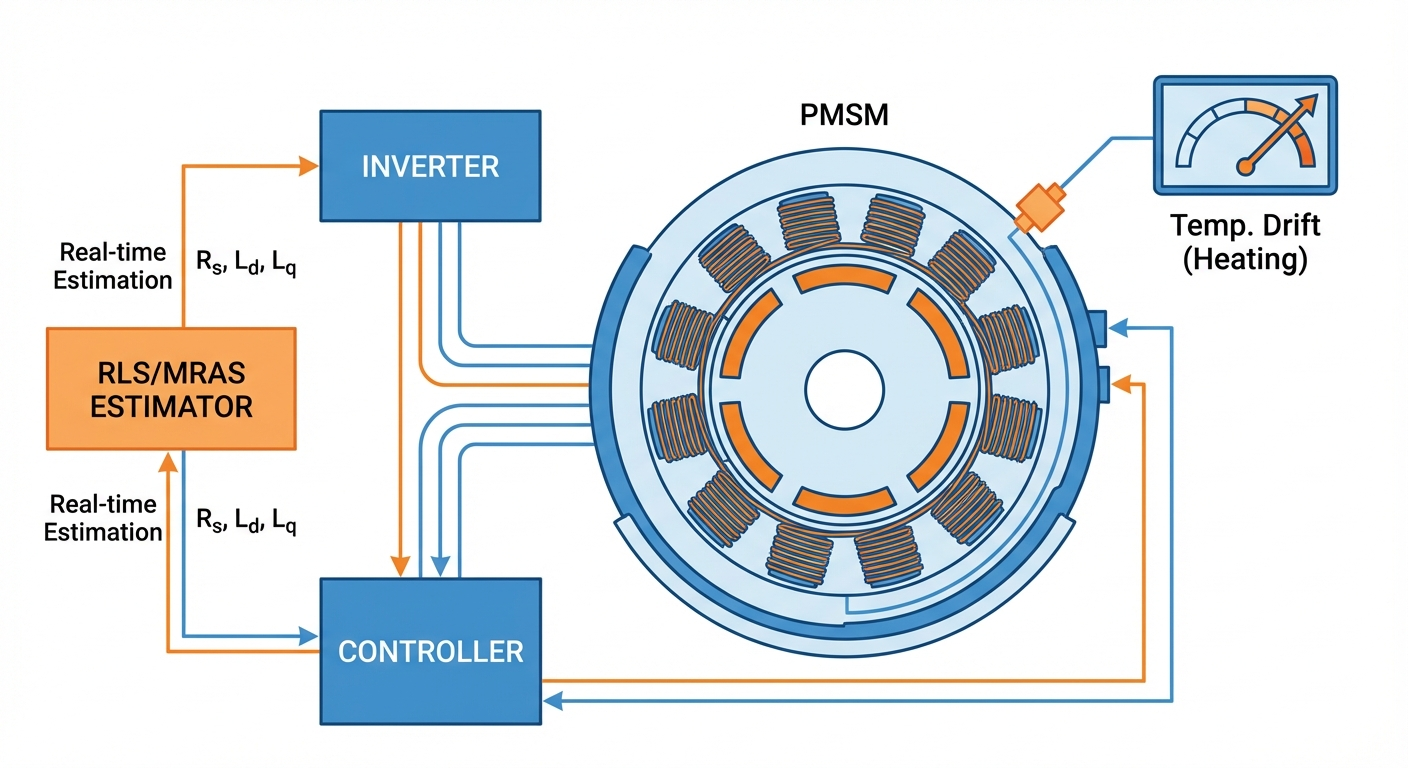 PMSM
INVERTER
Temp. Drift
(Heating)
Real-time
Estimation
Rs, Ld, Lq
RLS/MRAS
ESTIMATOR
Real-time
Estimation
Rs, Ld, Lq
CONTROLLER